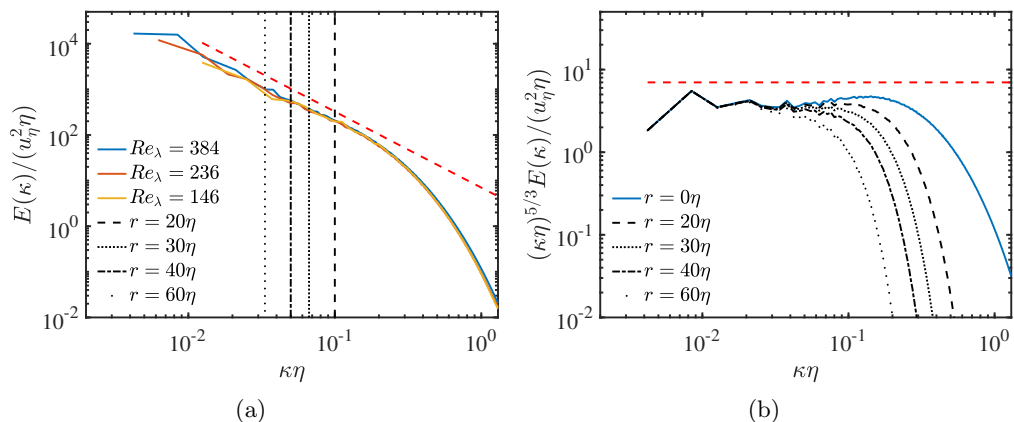 10^4
10^2
10^0
10^-2
E(κ)/(u_η^2 η)
Re_λ = 384
Re_λ = 236
Re_λ = 146
r = 20η
r = 30η
r = 40η
r = 60η
10^-2
10^-1
10^0
κη
(a)
10^1
10^0
10^-1
10^-2
(κη)^5/3 E(κ)/(u_η^2 η)
r = 0η
r = 20η
r = 30η
r = 40η
r = 60η
10^-2
10^-1
10^0
κη
(b)